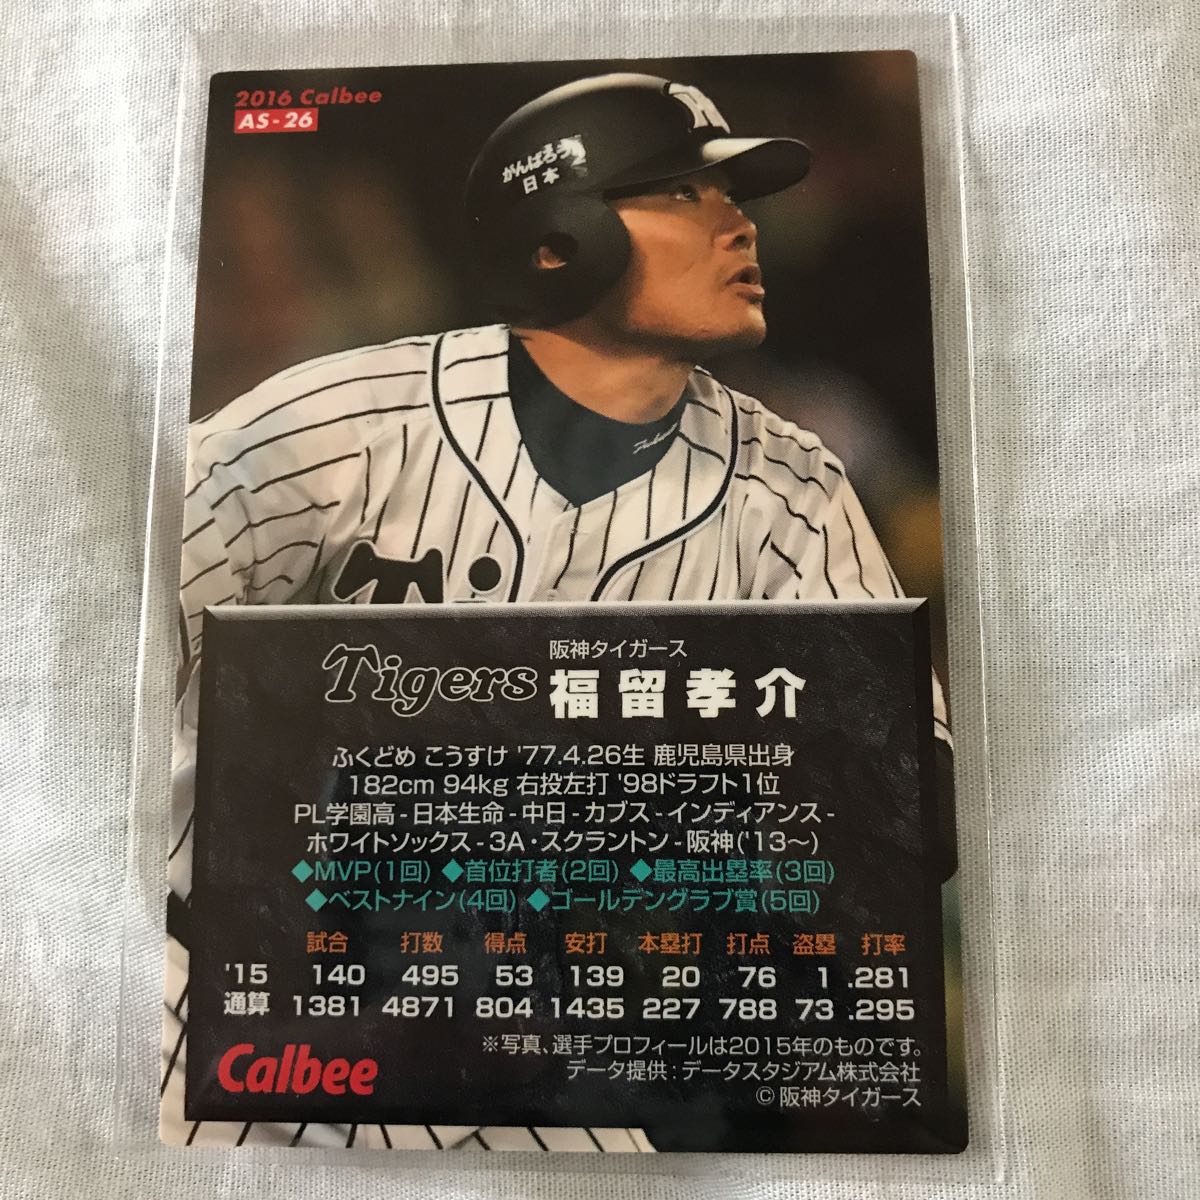 2016 Calbee
AS-26
がんばろう
日本
阪神タイガース
Tigers 福留孝介
ふくどめ こうすけ '77.4.26生 鹿児島県出身
182cm 94kg 右投左打 '98ドラフト1位
PL学園高-日本生命-中日-カブス-インディアンス-
ホワイトソックス-3A・スクラントン-阪神('13～)
◆MVP(1回) ◆首位打者(2回) ◆最高出塁率(3回)
◆ベストナイン(4回) ◆ゴールデングラブ賞(5回)
試合 打数 得点 安打 本塁打 打点 盗塁 打率
'15 140 495 53 139 20 76 1 .281
通算 1381 4871 804 1435 227 788 73 .295
※写真、選手プロフィールは2015年のものです。
Calbee
データ提供：データスタジアム株式会社
©阪神タイガース